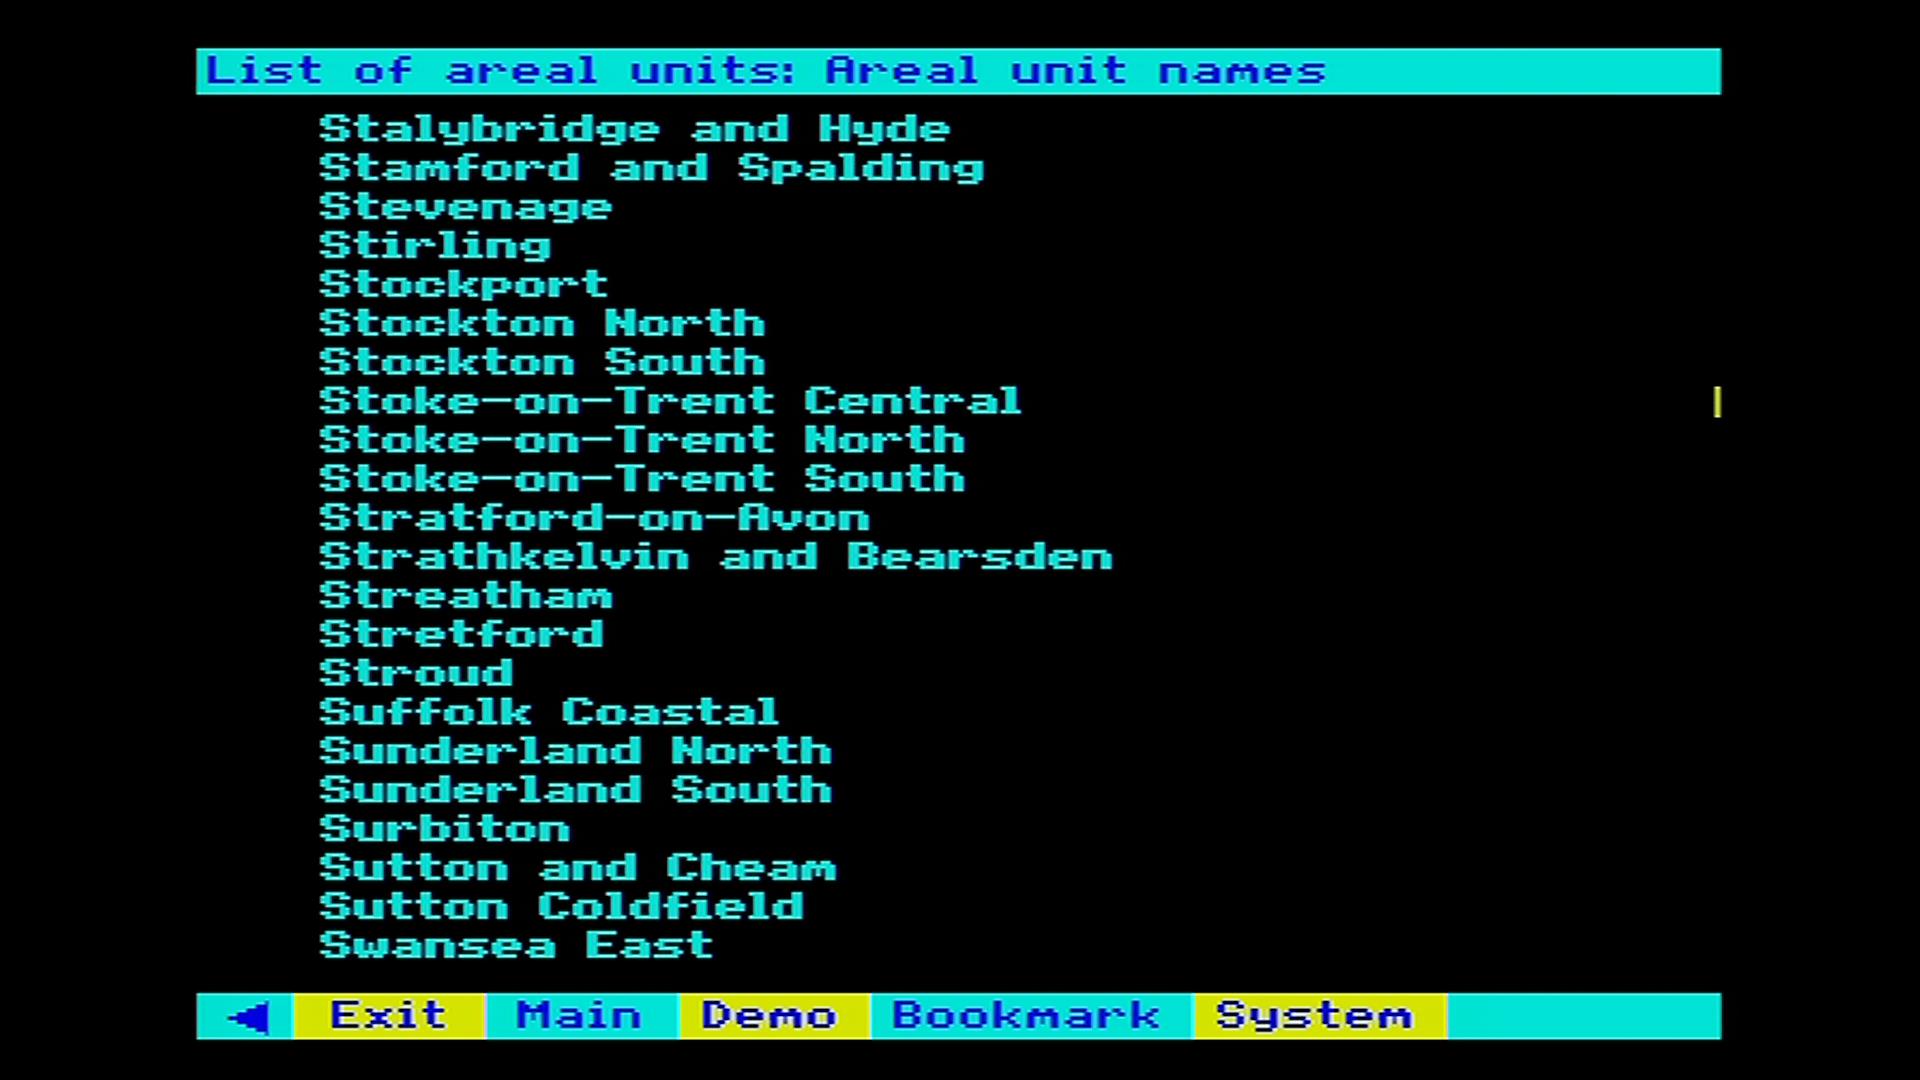 List of areal units: Areal unit names
Stalybridge and Hyde
Stamford and Spalding
Stevenage
Stirling
Stockport
Stockton North
Stockton South
Stoke-on-Trent Central
Stoke-on-Trent North
Stoke-on-Trent South
Stratford-on-Avon
Strathkelvin and Bearsden
Streatham
Stretford
Stroud
Suffolk Coastal
Sunderland North
Sunderland South
Surbiton
Sutton and Cheam
Sutton Coldfield
Swansea East
Exit Main Demo Bookmark System